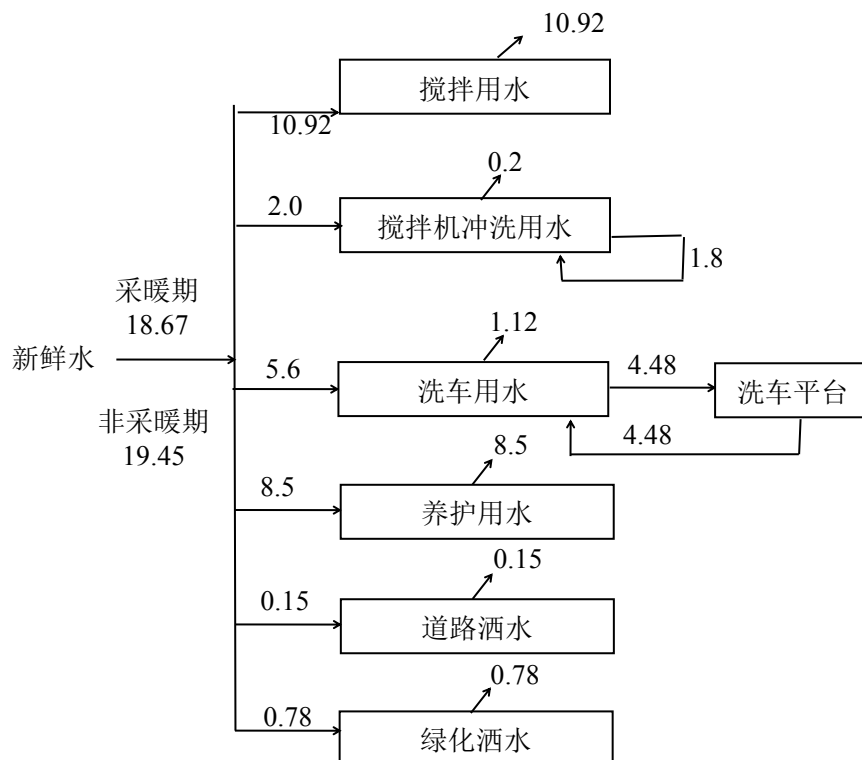 10.92
搅拌用水
10.92
0.2
2.0
搅拌机冲洗用水
1.8
采暖期
18.67
新鲜水
1.12
5.6
洗车用水
4.48
洗车平台
4.48
非采暖期
19.45
8.5
8.5
养护用水
0.15
0.15
道路洒水
0.78
0.78
绿化洒水